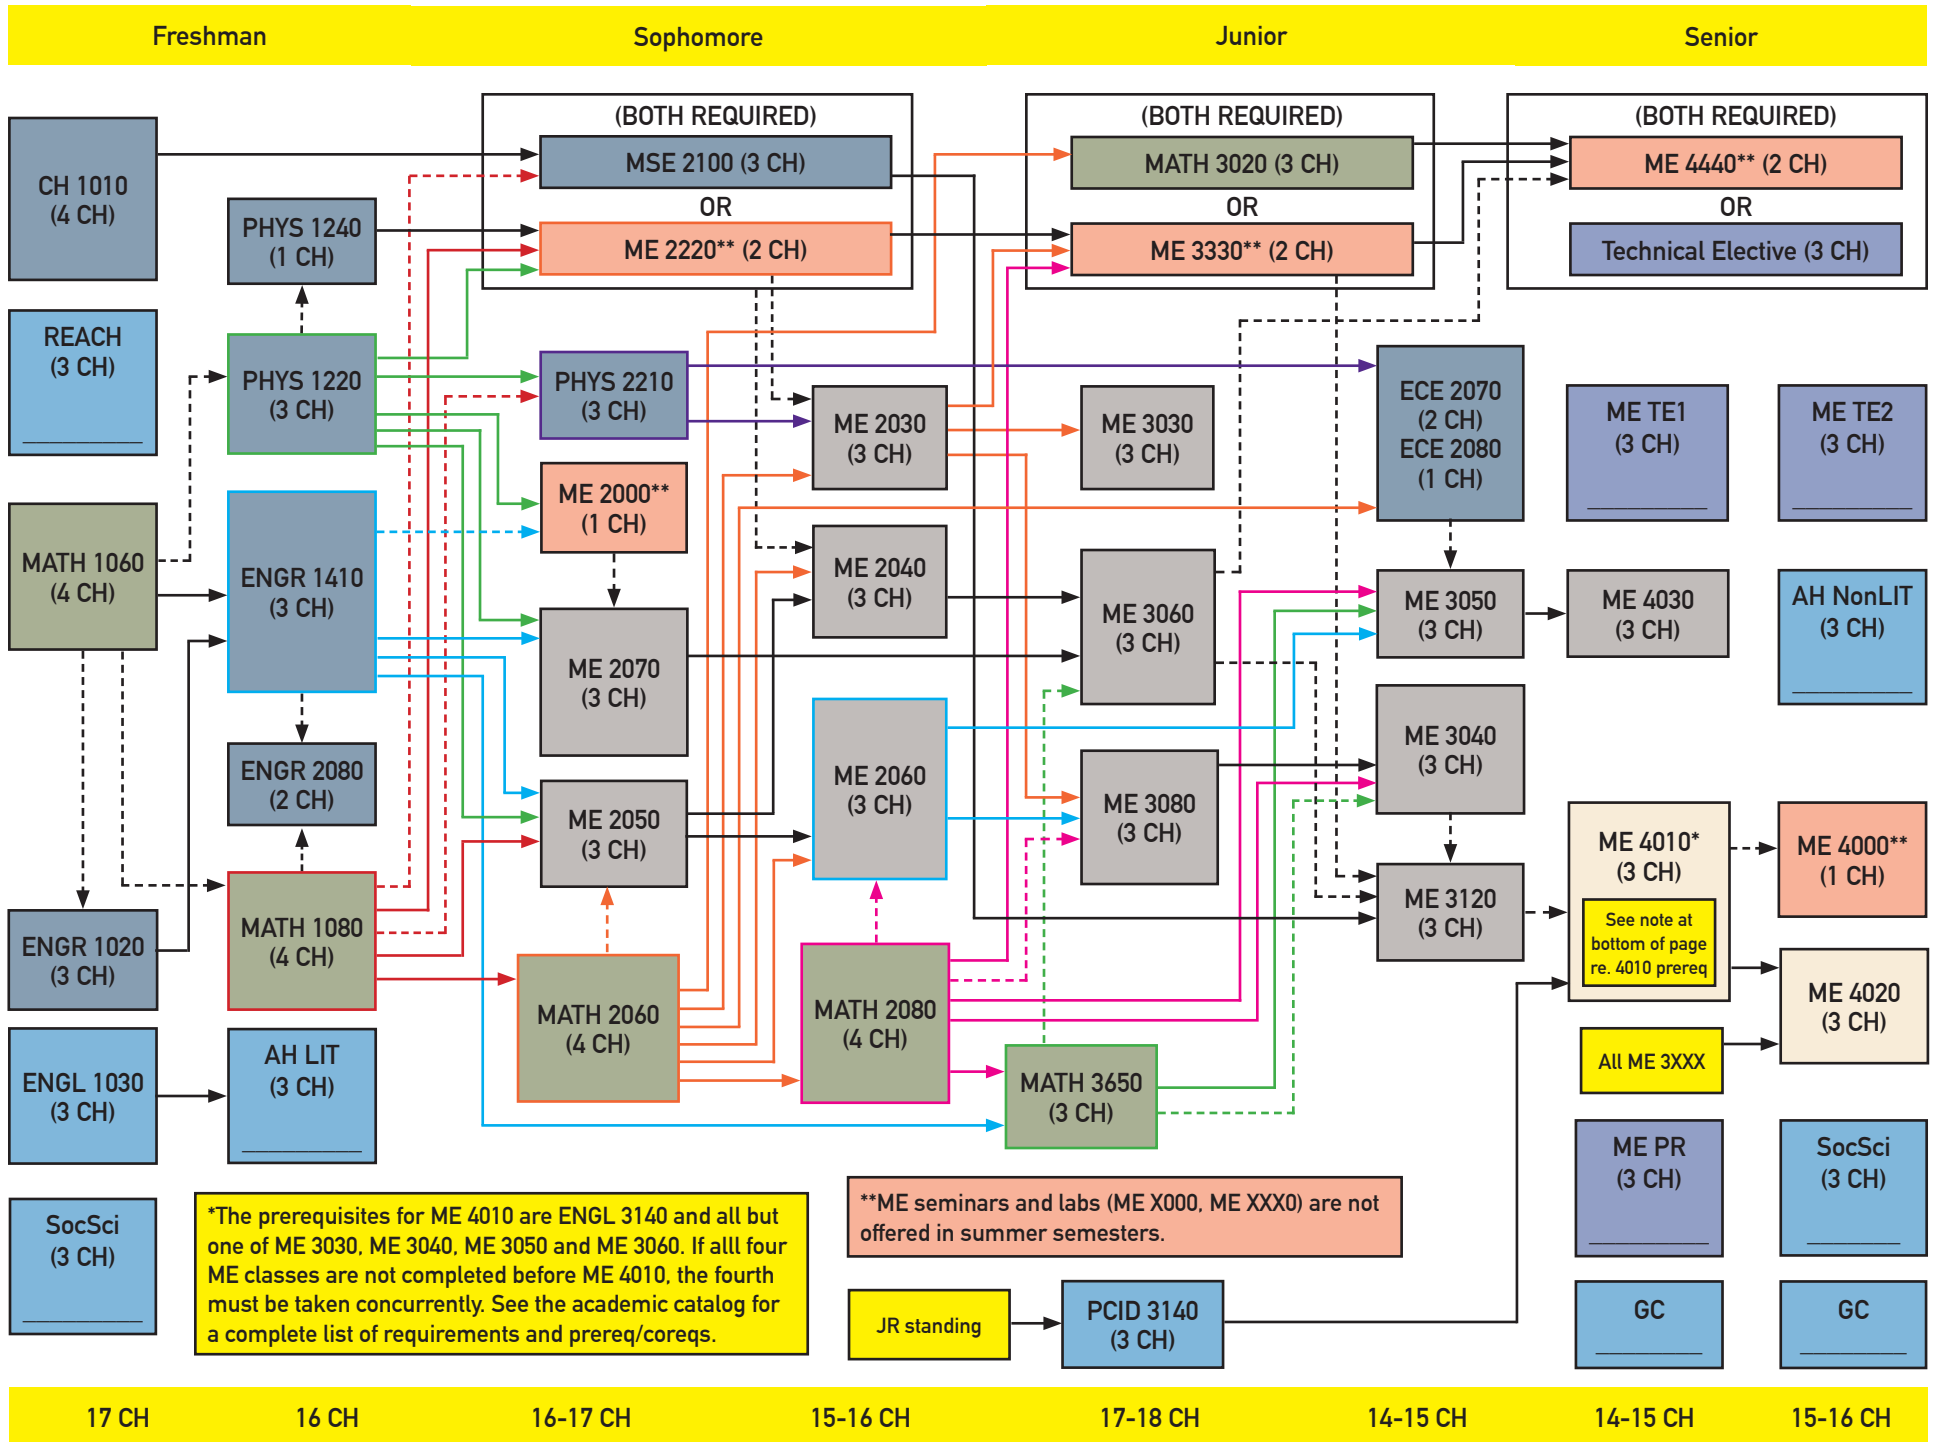 Freshman
Sophomore
Junior
Senior
CH 1010
(4 CH)
REACH
(3 CH)
___________
MATH 1060
(4 CH)
ENGR 1020
(3 CH)
ENGL 1030
(3 CH)
SocSci
(3 CH)
___________
PHYS 1240
(1 CH)
PHYS 1220
(3 CH)
ENGR 1410
(3 CH)
ENGR 2080
(2 CH)
MATH 1080
(4 CH)
AH LIT
(3 CH)
___________
(BOTH REQUIRED)
MSE 2100 (3 CH)
OR
ME 2220** (2 CH)
PHYS 2210
(3 CH)
ME 2000**
(1 CH)
ME 2070
(3 CH)
ME 2050
(3 CH)
MATH 2060
(4 CH)
ME 2030
(3 CH)
ME 2040
(3 CH)
ME 2060
(3 CH)
MATH 2080
(4 CH)
(BOTH REQUIRED)
MATH 3020 (3 CH)
OR
ME 3330** (2 CH)
ME 3030
(3 CH)
ME 3060
(3 CH)
ME 3080
(3 CH)
MATH 3650
(3 CH)
ECE 2070
(2 CH)
ECE 2080
(1 CH)
ME 3050
(3 CH)
ME 3040
(3 CH)
ME 3120
(3 CH)
(BOTH REQUIRED)
ME 4440** (2 CH)
OR
Technical Elective (3 CH)
ME TE1
(3 CH)
___________
ME TE2
(3 CH)
___________
ME 4030
(3 CH)
AH NonLIT
(3 CH)
___________
ME 4010*
(3 CH)
See note at
bottom of page
re. 4010 prereq
ME 4000**
(1 CH)
ME 4020
(3 CH)
All ME 3XXX
ME PR
(3 CH)
___________
SocSci
(3 CH)
_________
GC
__________
GC
__________
*The prerequisites for ME 4010 are ENGL 3140 and all but
one of ME 3030, ME 3040, ME 3050 and ME 3060. If alll four
ME classes are not completed before ME 4010, the fourth
must be taken concurrently. See the academic catalog for
a complete list of requirements and prereq/coreqs.
**ME seminars and labs (ME X000, ME XXX0) are not
offered in summer semesters.
JR standing
PCID 3140
(3 CH)
17 CH
16 CH
16-17 CH
15-16 CH
17-18 CH
14-15 CH
14-15 CH
15-16 CH